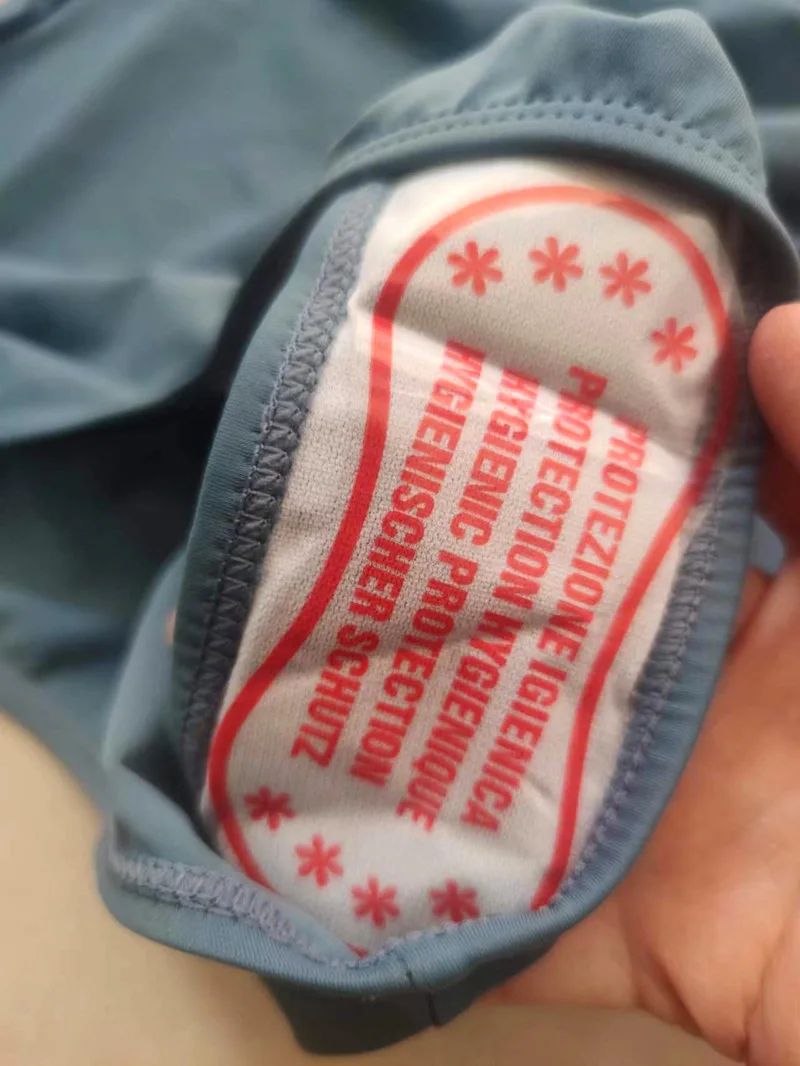 PROTEZIONE IGIENICA
PROTECTION HYGIENIQUE
HYGIENIC PROTECTION
HYGIENISCHER SCHUTZ